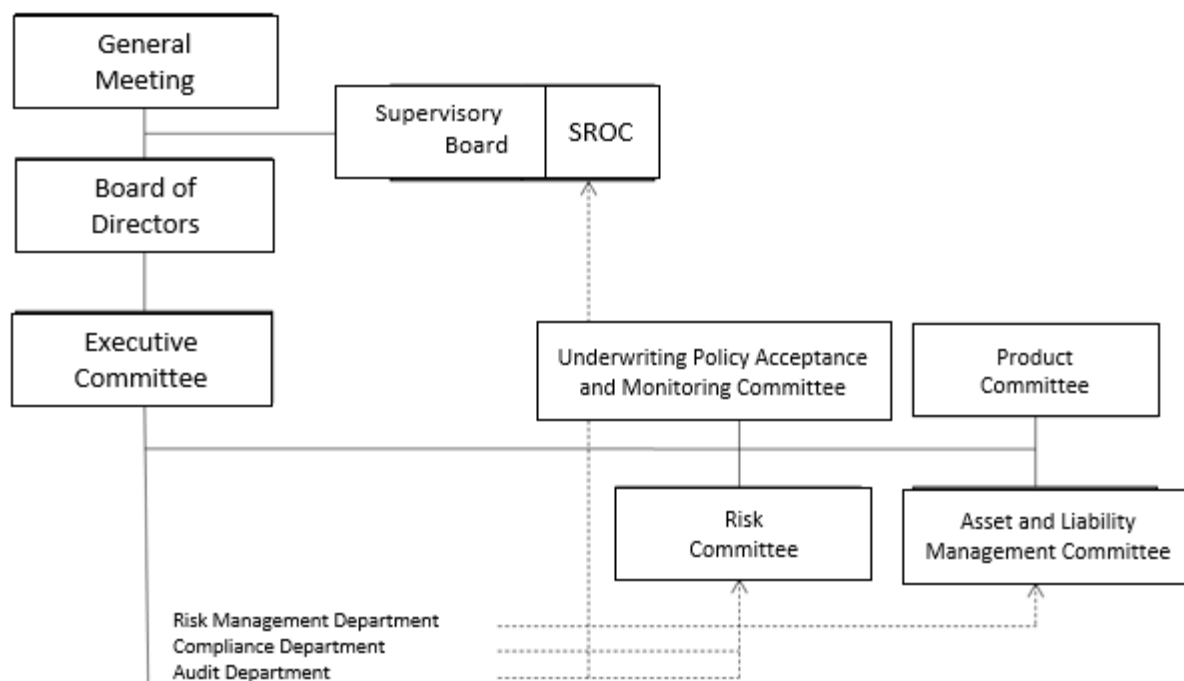 General
Meeting
Supervisory
Board
SROC
Board of
Directors
Executive
Committee
Underwriting Policy Acceptance
and Monitoring Committee
Product
Committee
Risk
Committee
Asset and Liability
Management Committee
Risk Management Department
Compliance Department
Audit Department